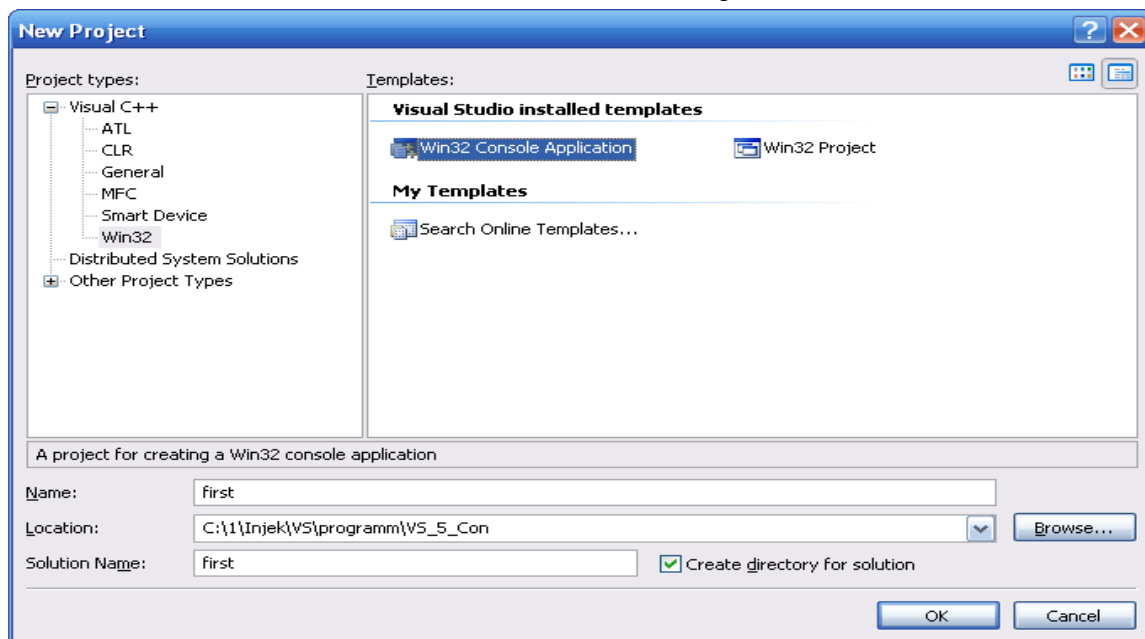 New Project
Project types:
Templates:
Visual C++
ATL
CLR
General
MFC
Smart Device
Win32
Distributed System Solutions
Other Project Types
Visual Studio installed templates
Win32 Console Application
Win32 Project
My Templates
Search Online Templates...
A project for creating a Win32 console application
Name:
first
Location:
C:\1\Injek\VS\programm\VS_5_Con
Browse...
Solution Name:
first
Create directory for solution
OK
Cancel